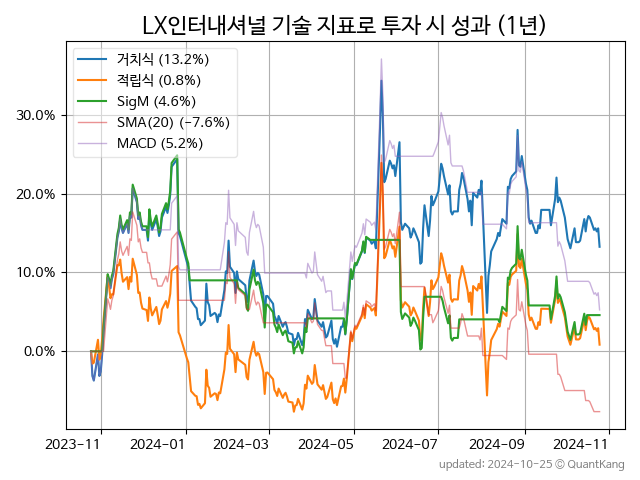 LX인터내셔널 기술 지표로 투자 시 성과 (1년)
거치식 (13.2%)
적립식 (0.8%)
SigM (4.6%)
SMA(20) (−7.6%)
MACD (5.2%)
30.0%
20.0%
10.0%
0.0%
2023-11 2024-01 2024-03 2024-05 2024-07 2024-09 2024-11
updated: 2024-10-25 © QuantKang